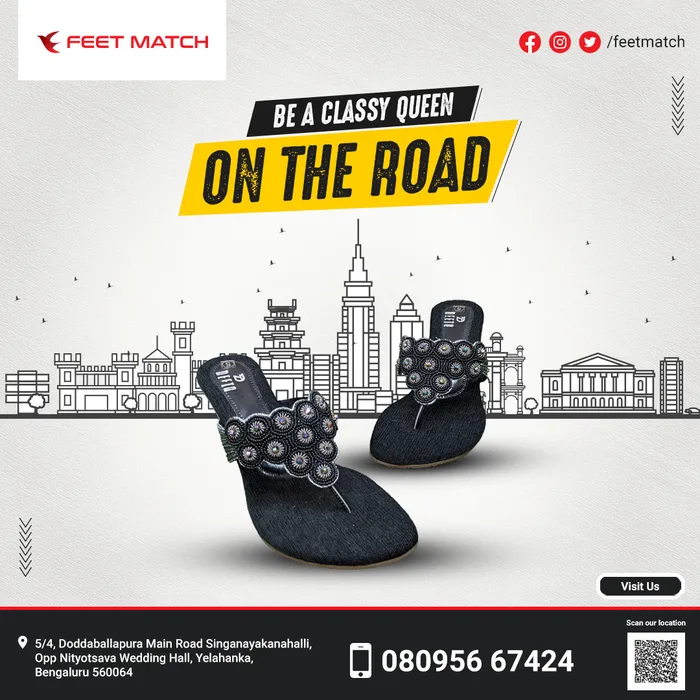 FEET MATCH
/feetmatch
BE A CLASSY QUEEN
ON THE ROAD
Visit Us
Scan our location
5/4, Doddaballapura Main Road Singanayakanahalli,
Opp Nityotsava Wedding Hall, Yelahanka,
Bengaluru 560064
080956 67424